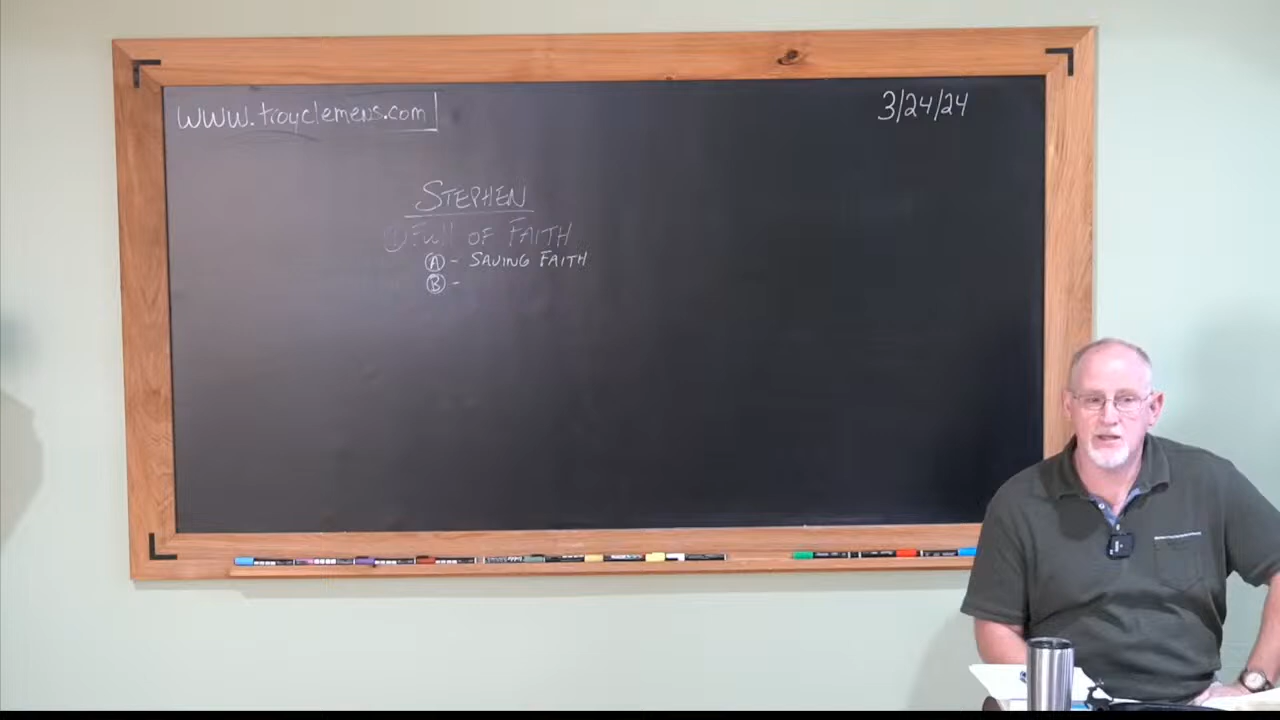 www.troyclemens.com
3/24/24
STEPHEN
① Full OF FAITH
Ⓐ - SAVING FAITH
Ⓑ -